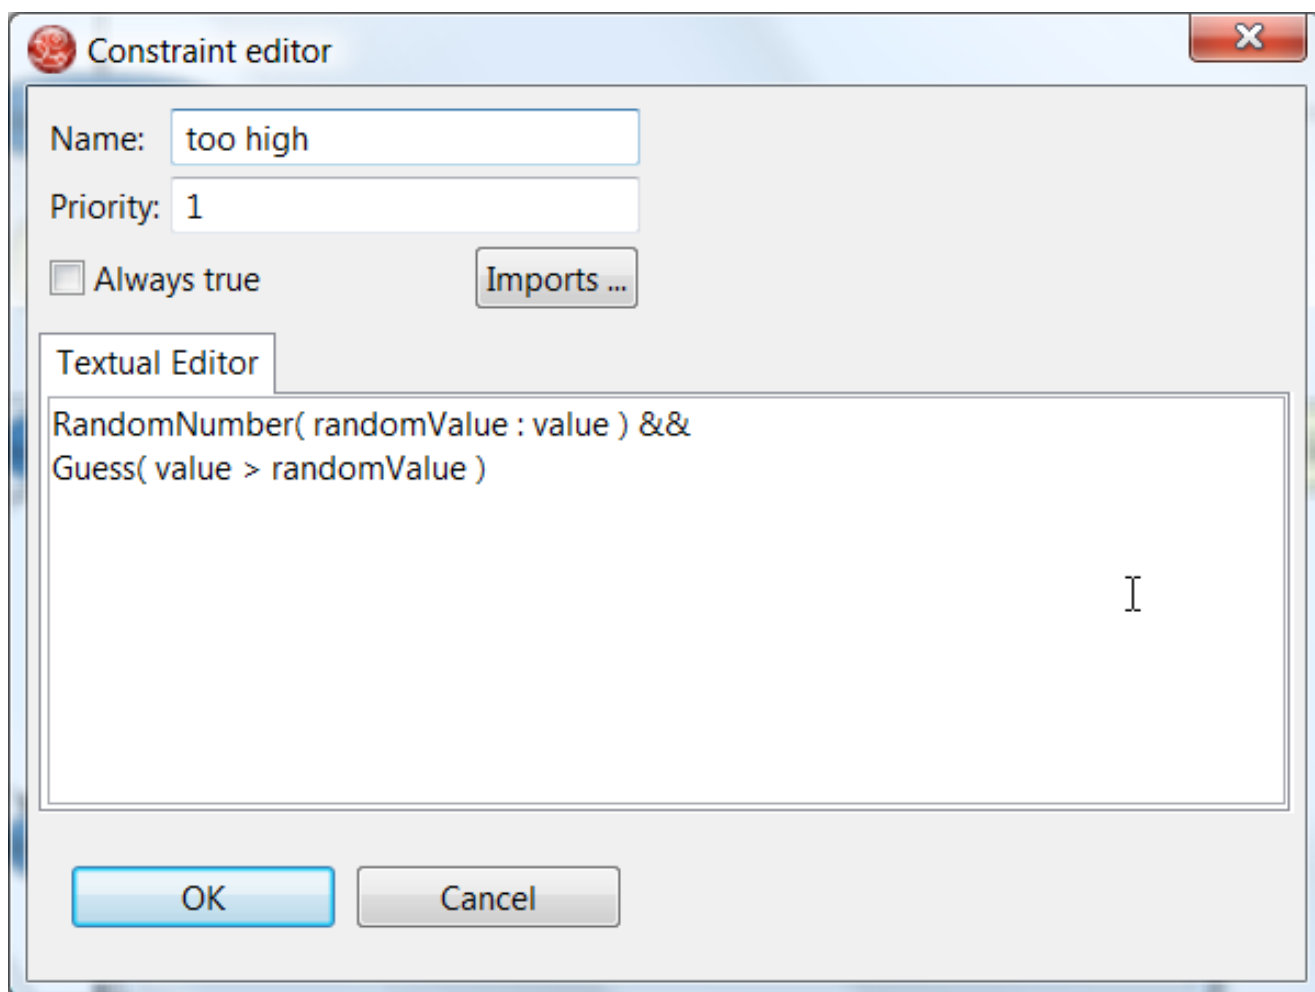 Constraint editor
Name: too high
Priority: 1
Always true Imports ...
Textual Editor
RandomNumber( randomValue : value ) &&
Guess( value > randomValue )
OK Cancel